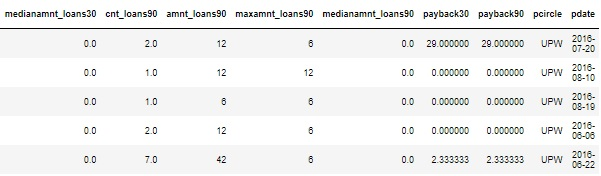 medianamnt_loans30 cnt_loans90 amnt_loans90 maxamnt_loans90 medianamnt_loans90 payback30 payback90 pcircle pdate
0.0 2.0 12 6 0.0 29.000000 29.000000 UPW 2016-07-20
0.0 1.0 12 12 0.0 0.000000 0.000000 UPW 2016-08-10
0.0 1.0 6 6 0.0 0.000000 0.000000 UPW 2016-08-19
0.0 2.0 12 6 0.0 0.000000 0.000000 UPW 2016-06-06
0.0 7.0 42 6 0.0 2.333333 2.333333 UPW 2016-06-22